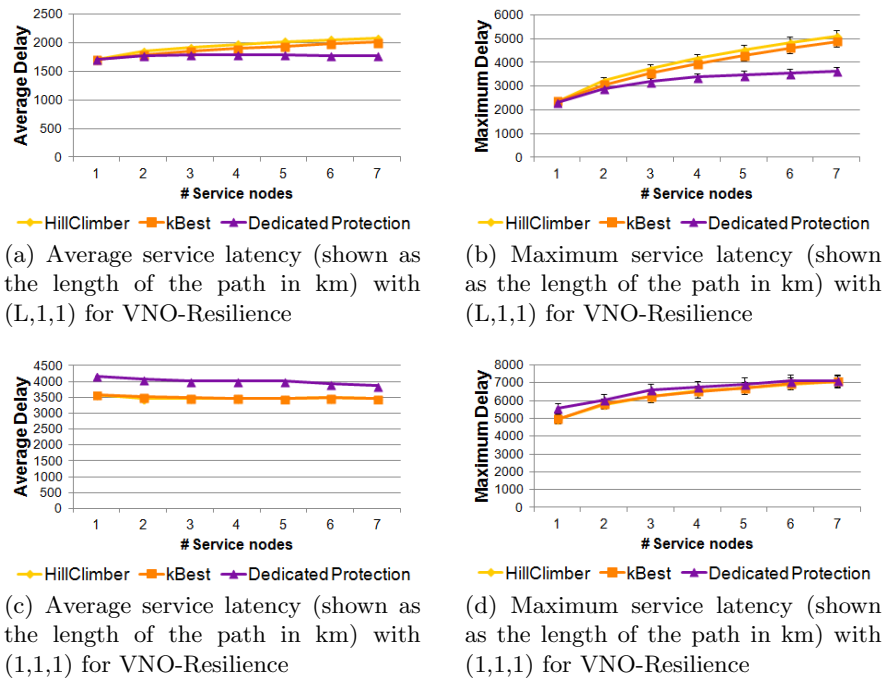 2500
2000
1500
1000
500
0
Average Delay
1 2 3 4 5 6 7
# Service nodes
HillClimber kBest Dedicated Protection
(a) Average service latency (shown as
the length of the path in km) with
(L,1,1) for VNO-Resilience
6000
5000
4000
3000
2000
1000
0
Maximum Delay
1 2 3 4 5 6 7
# Service nodes
HillClimber kBest Dedicated Protection
(b) Maximum service latency (shown
as the length of the path in km) with
(L,1,1) for VNO-Resilience
4500
4000
3500
3000
2500
2000
1500
1000
500
0
Average Delay
1 2 3 4 5 6 7
# Service nodes
HillClimber kBest Dedicated Protection
(c) Average service latency (shown as
the length of the path in km) with
(1,1,1) for VNO-Resilience
8000
7000
6000
5000
4000
3000
2000
1000
0
Maximum Delay
1 2 3 4 5 6 7
# Service nodes
HillClimber kBest Dedicated Protection
(d) Maximum service latency (shown
as the length of the path in km) with
(1,1,1) for VNO-Resilience